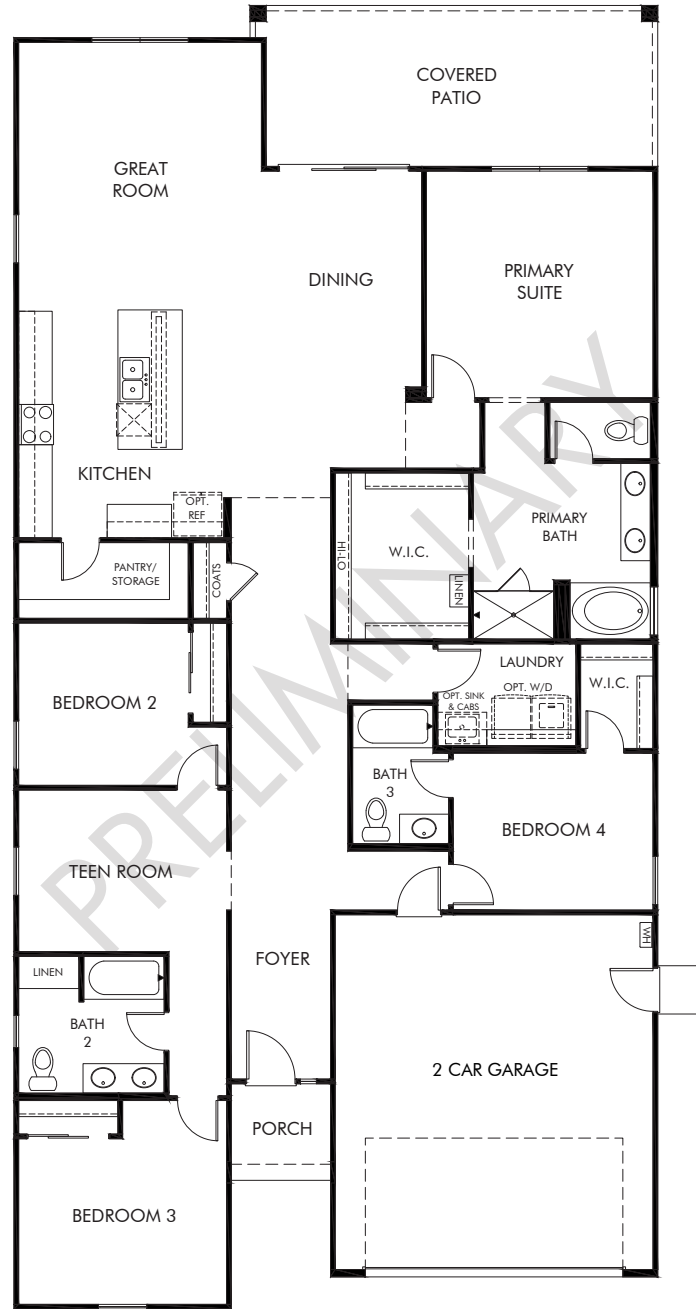 COVERED
PATIO
GREAT
ROOM
DINING
PRIMARY
SUITE
KITCHEN
OPT.
REF
PRIMARY
BATH
HI-LO
W.I.C.
LINEN
PANTRY/
STORAGE
COATS
LAUNDRY
OPT. W/D
OPT. SINK
& CABS
W.I.C.
BEDROOM 2
BATH
3
BEDROOM 4
TEEN ROOM
PRELIMINARY
WH
FOYER
LINEN
BATH
2
2 CAR GARAGE
PORCH
BEDROOM 3